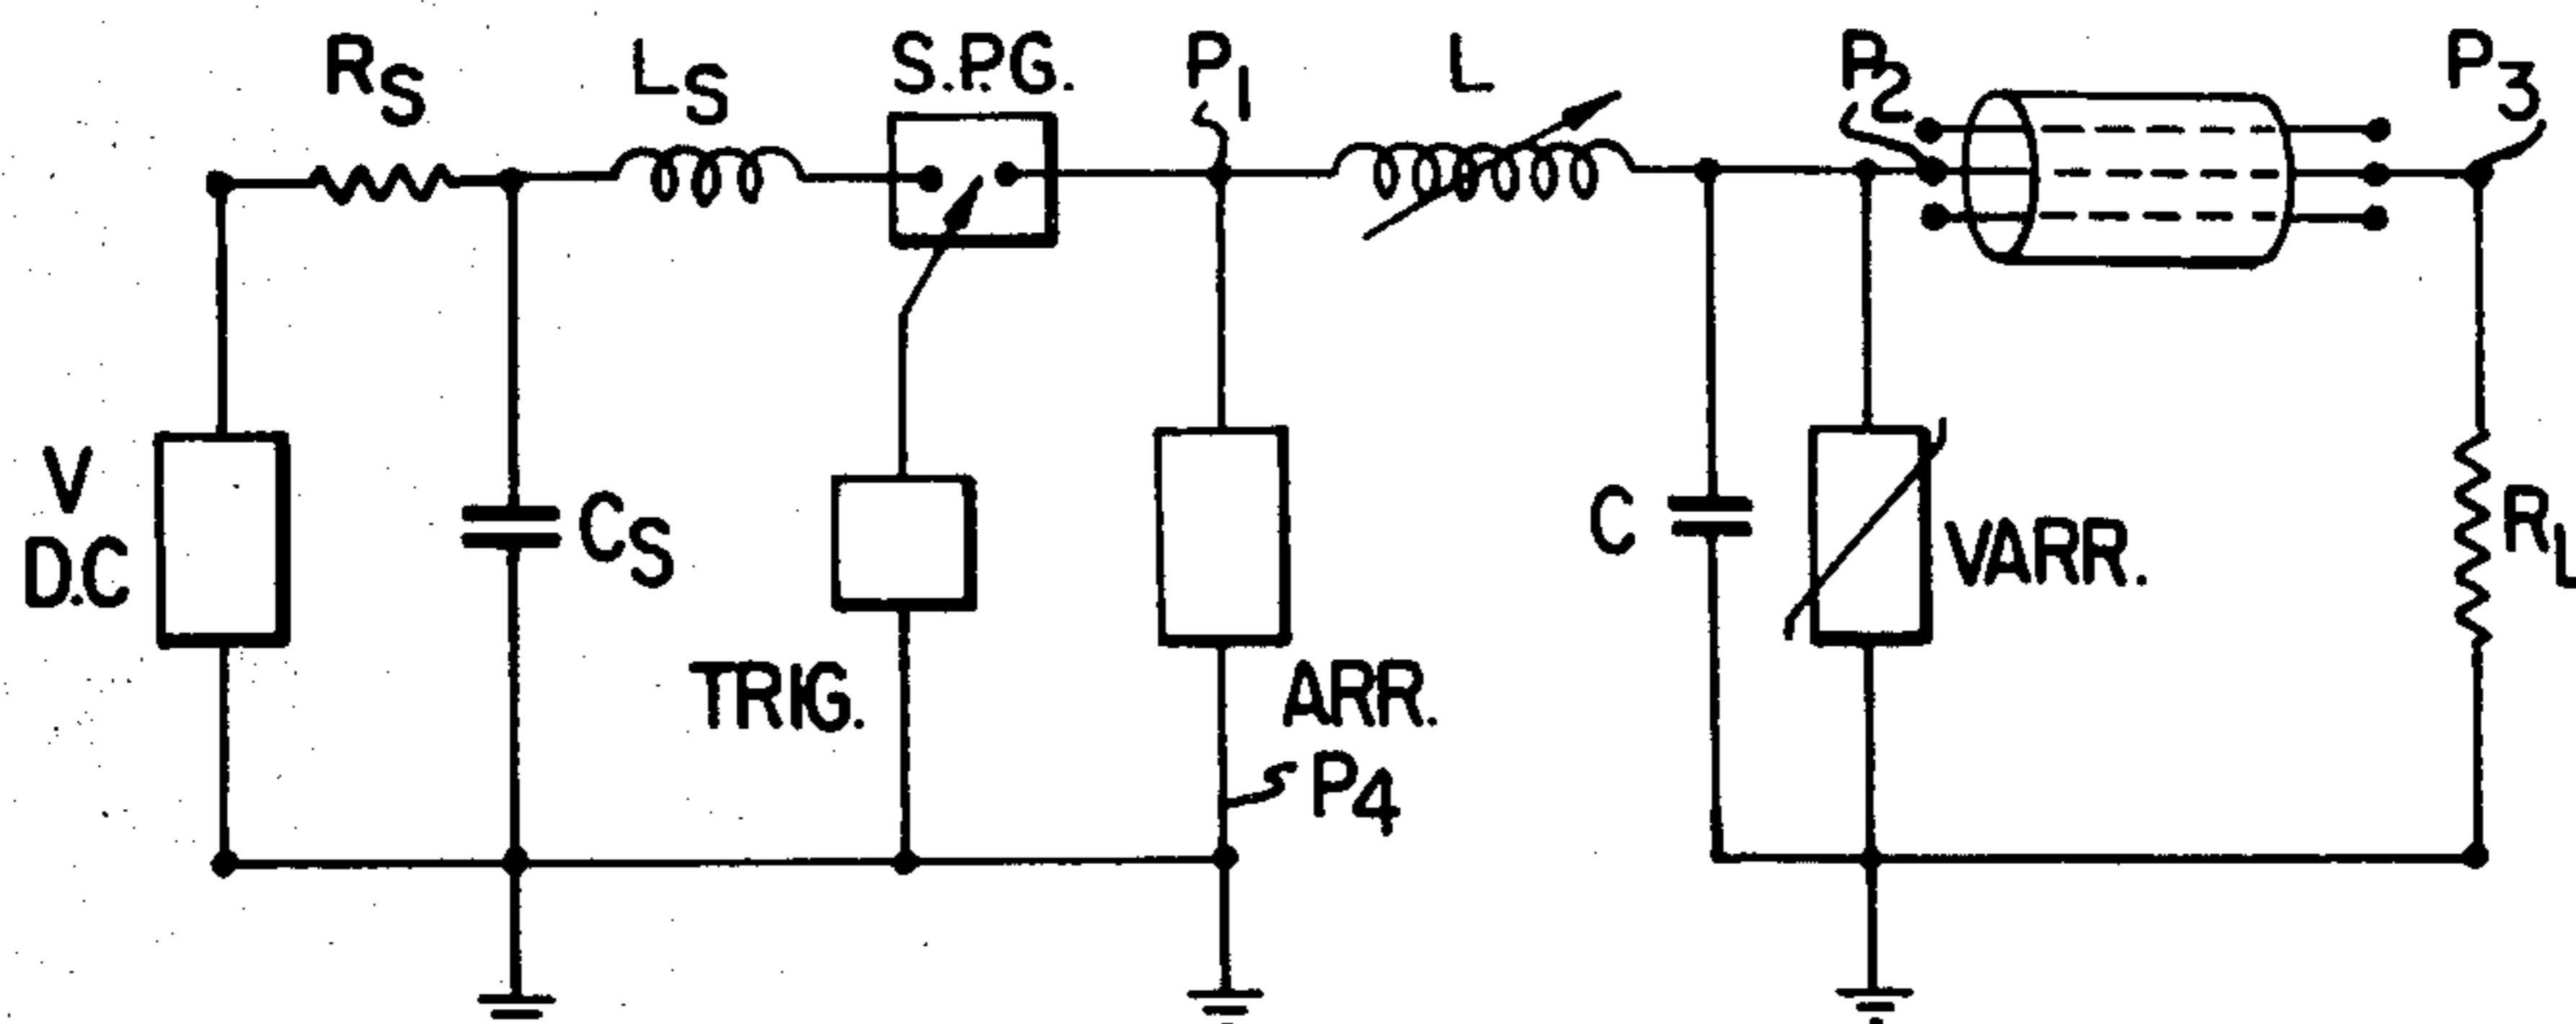 RS
LS
S.P.G.
P1
L
P2
P3
V
D.C
CS
TRIG.
ARR.
P4
C
VARR.
RL